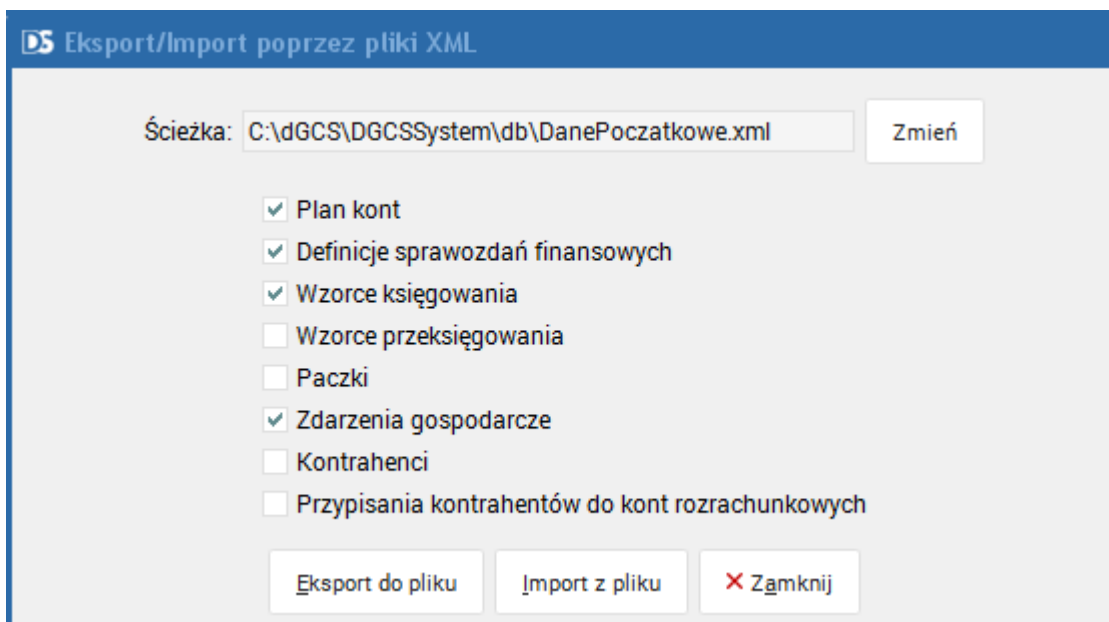 DS Eksport/Import poprzez pliki XML
Ścieżka: C:\dGCS\DGCSSystem\db\DanePoczatkowe.xml Zmień
Plan kont
Definicje sprawozdań finansowych
Wzorce księgowania
Wzorce przeksięgowania
Paczki
Zdarzenia gospodarcze
Kontrahenci
Przypisania kontrahentów do kont rozrachunkowych
Eksport do pliku Import z pliku Zamknij